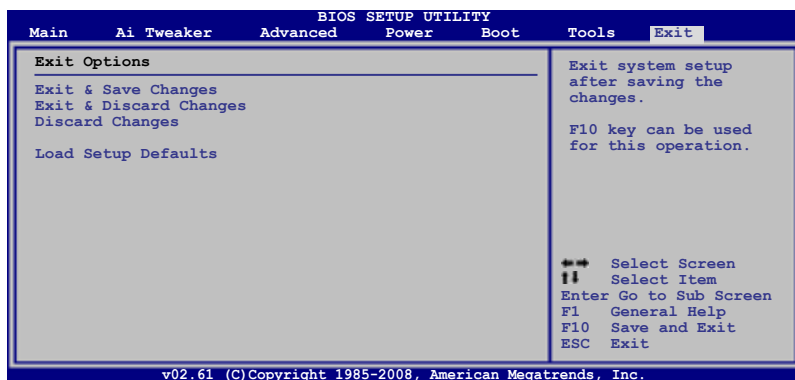 BIOS SETUP UTILITY
Main Ai Tweaker Advanced Power Boot Tools Exit
Exit Options
Exit & Save Changes
Exit & Discard Changes
Discard Changes
Load Setup Defaults
Exit system setup
after saving the
changes.
F10 key can be used
for this operation.
Select Screen
Select Item
Enter Go to Sub Screen
F1 General Help
F10 Save and Exit
ESC Exit
v02.61 (C)Copyright 1985-2008, American Megatrends, Inc.